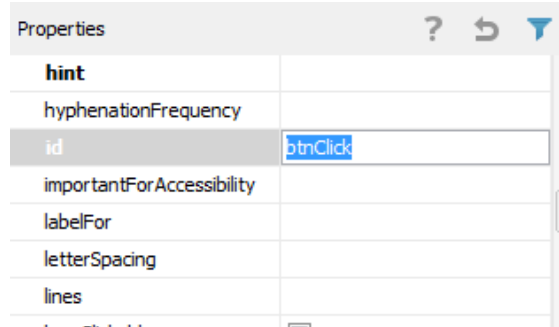 Properties
hint
hyphenationFrequency
id btnClick
importantForAccessibility
labelFor
letterSpacing
lines